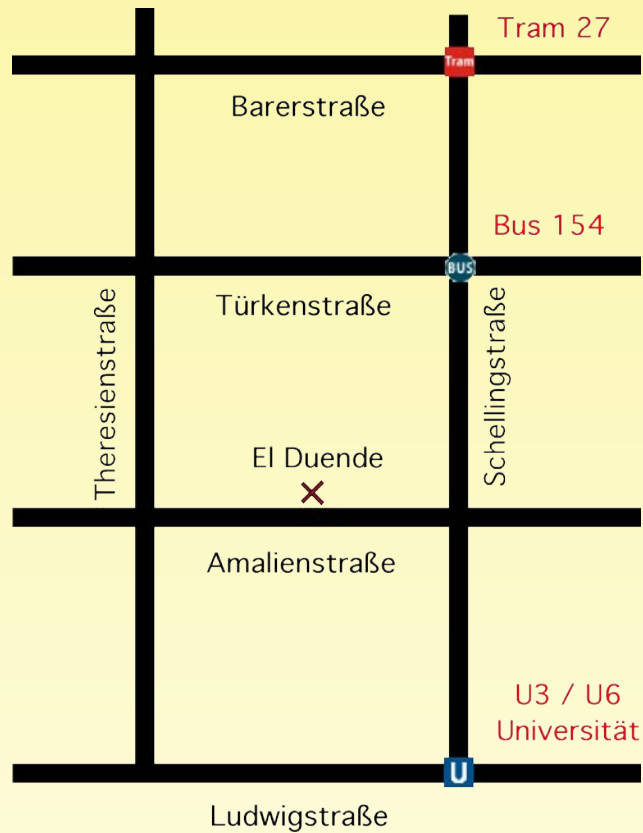 Tram 27
Tram
Barerstraße
Bus 154
BUS
Türkenstraße
Theresienstraße
Schellingstraße
El Duende
Amalienstraße
U3 / U6
Universität
U
Ludwigstraße